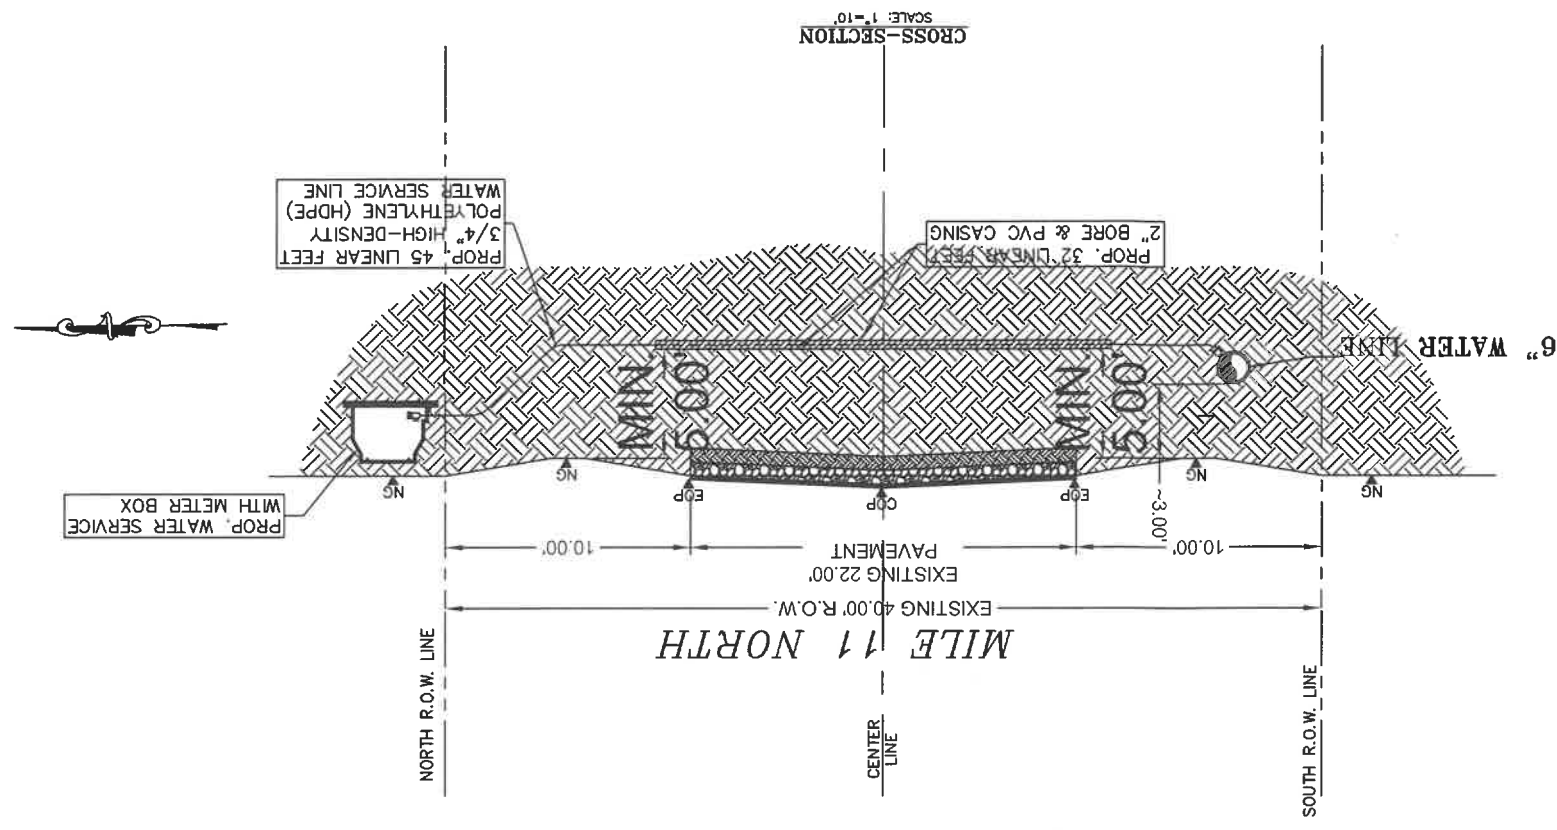 MILE 11 NORTH
EXISTING 40.00' R.O.W.
EXISTING 22.00'
PAVEMENT
10.00'
10.00'
SOUTH R.O.W. LINE
CENTER
LINE
NORTH R.O.W. LINE
~3.00'
NG
NG
EOP
COP
EOP
NG
NG
PROP. WATER SERVICE
WITH METER BOX
5.00'
MIN.
5.00'
MIN.
6" WATER LINE
PROP. 32 LINEAR FEET
2" BORE & PVC CASING
PROP. 45 LINEAR FEET
3/4" HIGH-DENSITY
POLYETHYLENE (HDPE)
WATER SERVICE LINE
CROSS-SECTION
SCALE: 1"=10'